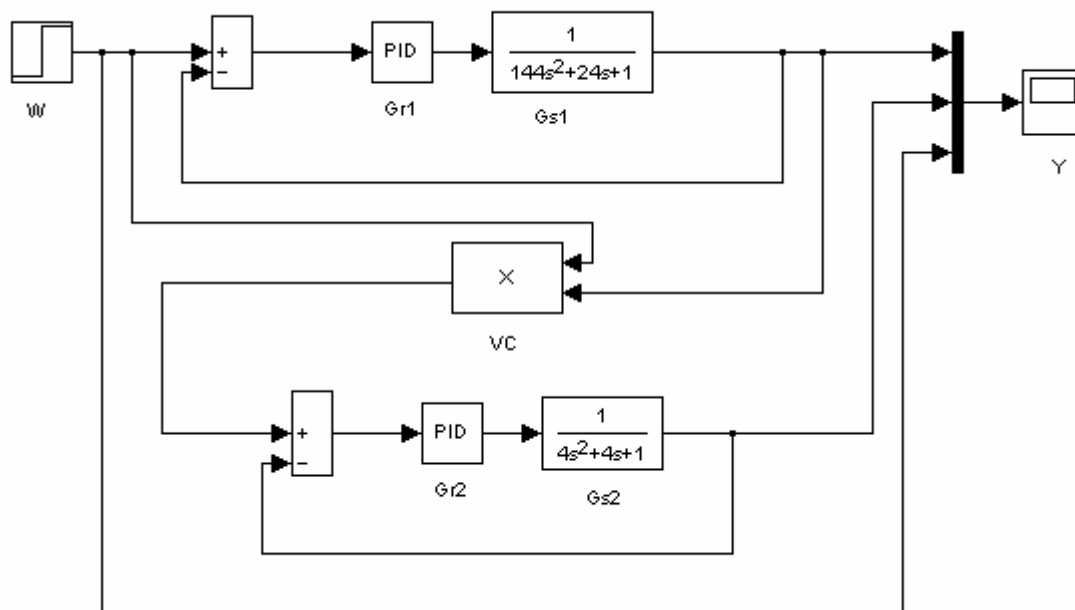 W
+
−
PID
Gr1
1
144s²+24s+1
Gs1
Y
X
VC
+
−
PID
Gr2
1
4s²+4s+1
Gs2